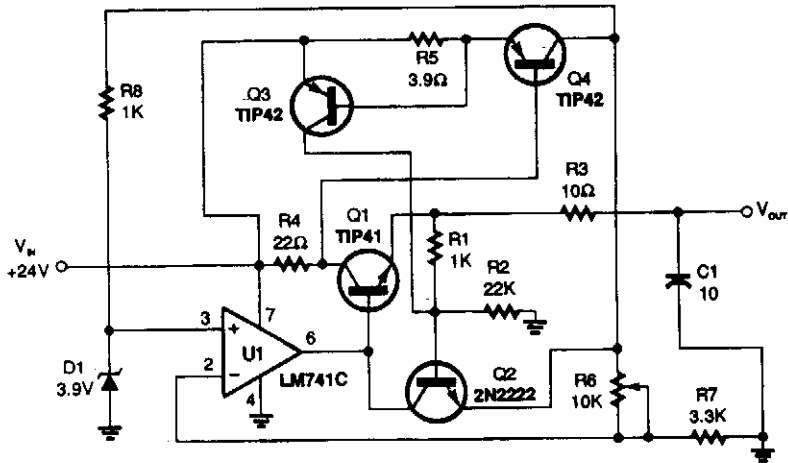 R8
1K
Q3
TIP42
R5
3.9Ω
Q4
TIP42
R3
10Ω
V_OUT
V_IN
+24V
R4
22Ω
Q1
TIP41
R1
1K
R2
22K
C1
10
3
+
7
6
2
−
U1
4
LM741C
D1
3.9V
Q2
2N2222
R6
10K
R7
3.3K